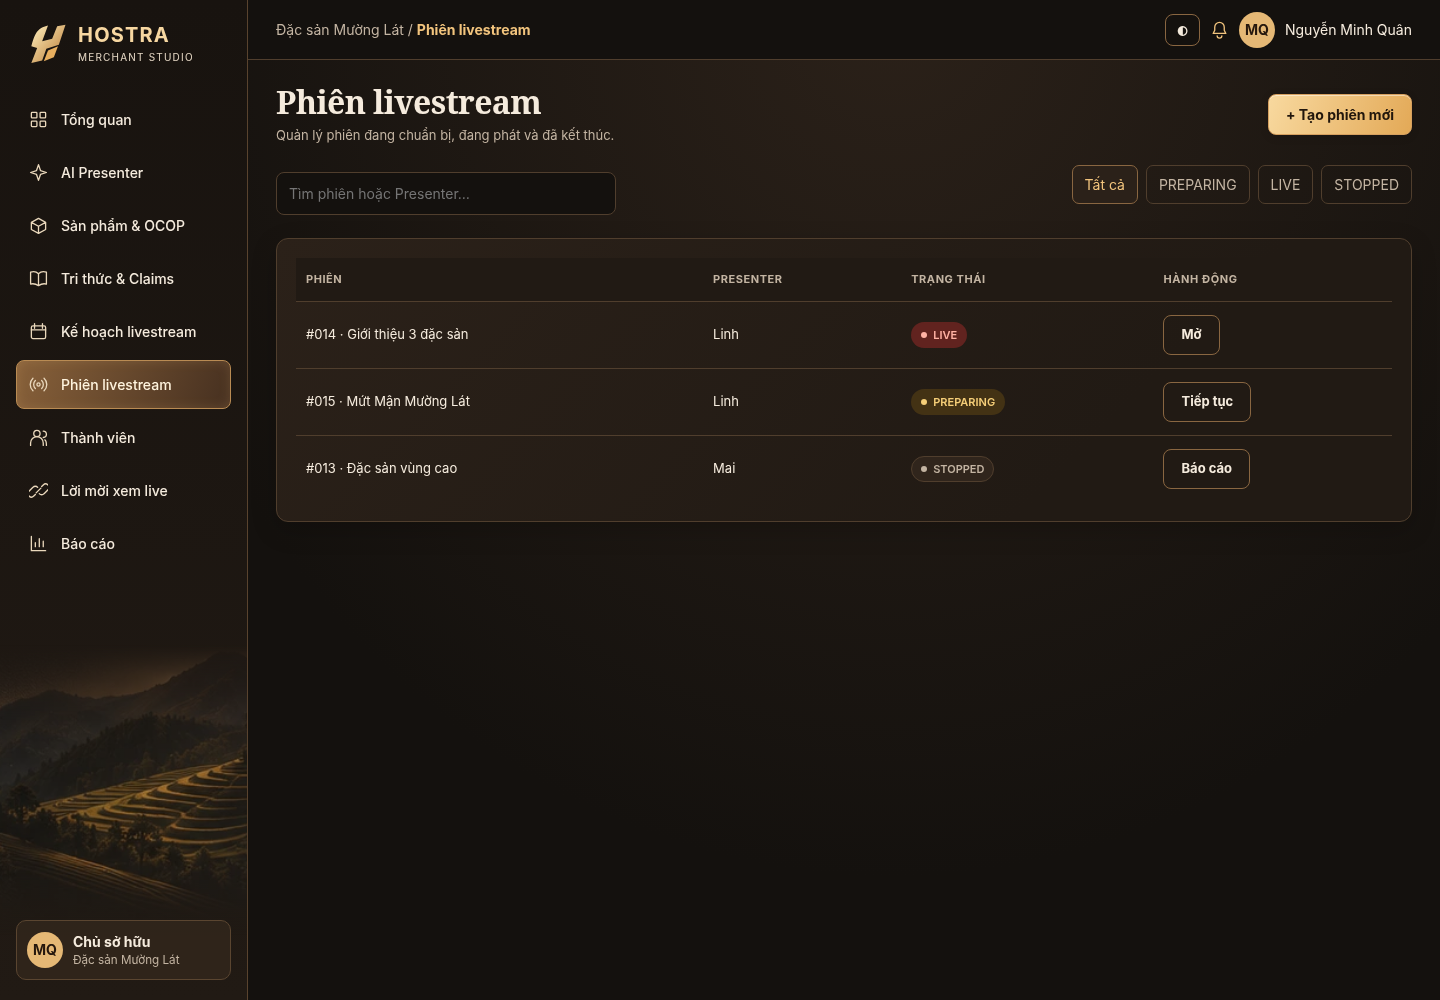 HOSTRA
MERCHANT STUDIO
Tổng quan
AI Presenter
Sản phẩm & OCOP
Tri thức & Claims
Kế hoạch livestream
Phiên livestream
Thành viên
Lời mời xem live
Báo cáo
MQ
Chủ sở hữu
Đặc sản Mường Lát
Đặc sản Mường Lát / Phiên livestream
MQ
Nguyễn Minh Quân
Phiên livestream
Quản lý phiên đang chuẩn bị, đang phát và đã kết thúc.
+ Tạo phiên mới
Tìm phiên hoặc Presenter...
Tất cả
PREPARING
LIVE
STOPPED
PHIÊN PRESENTER TRẠNG THÁI HÀNH ĐỘNG
#014 · Giới thiệu 3 đặc sản Linh LIVE Mở
#015 · Mứt Mận Mường Lát Linh PREPARING Tiếp tục
#013 · Đặc sản vùng cao Mai STOPPED Báo cáo